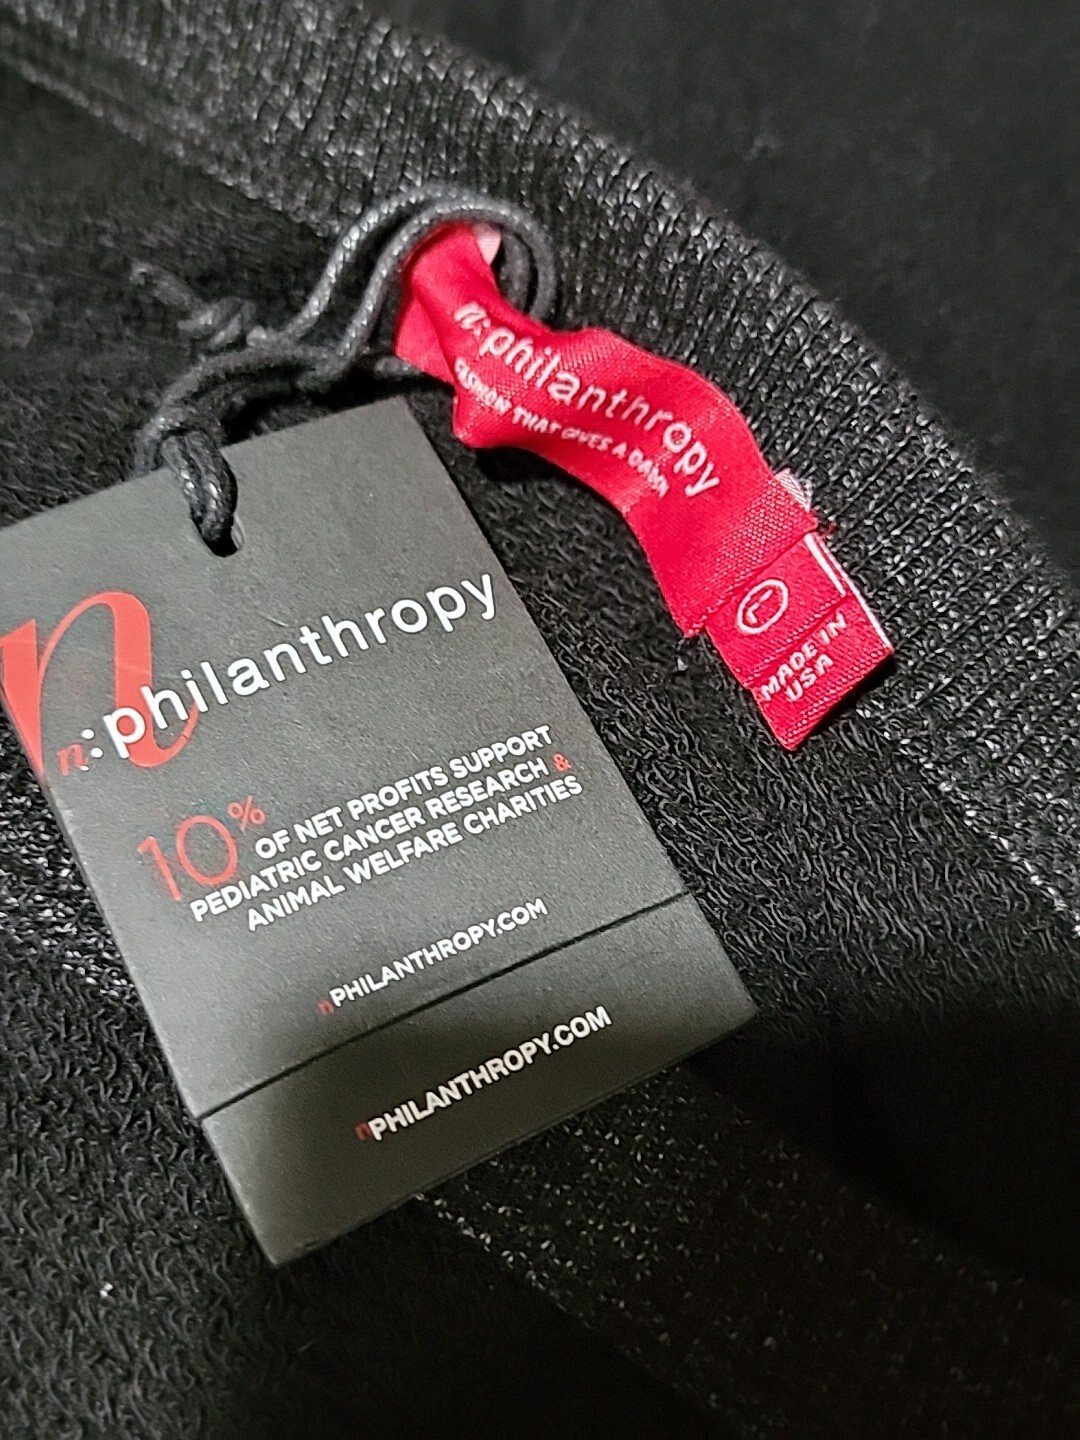 n:philanthropy
FASHION THAT GIVES A DAMN
L
MADE IN
USA
n
n:philanthropy
10%
OF NET PROFITS SUPPORT
PEDIATRIC CANCER RESEARCH &
ANIMAL WELFARE CHARITIES
nPHILANTHROPY.COM
nPHILANTHROPY.COM